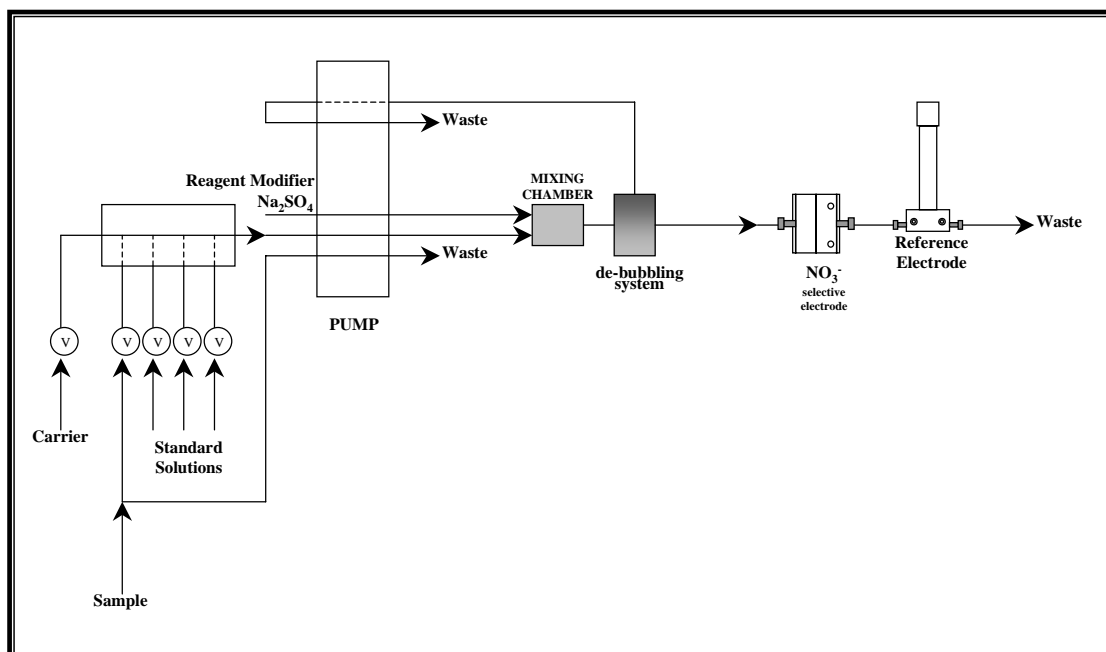 Waste
Reagent Modifier
Na₂SO₄
MIXING
CHAMBER
Waste
Waste
de-bubbling
system
NO₃⁻
selective
electrode
Reference
Electrode
PUMP
V
V
V
V
V
Carrier
Standard
Solutions
Sample